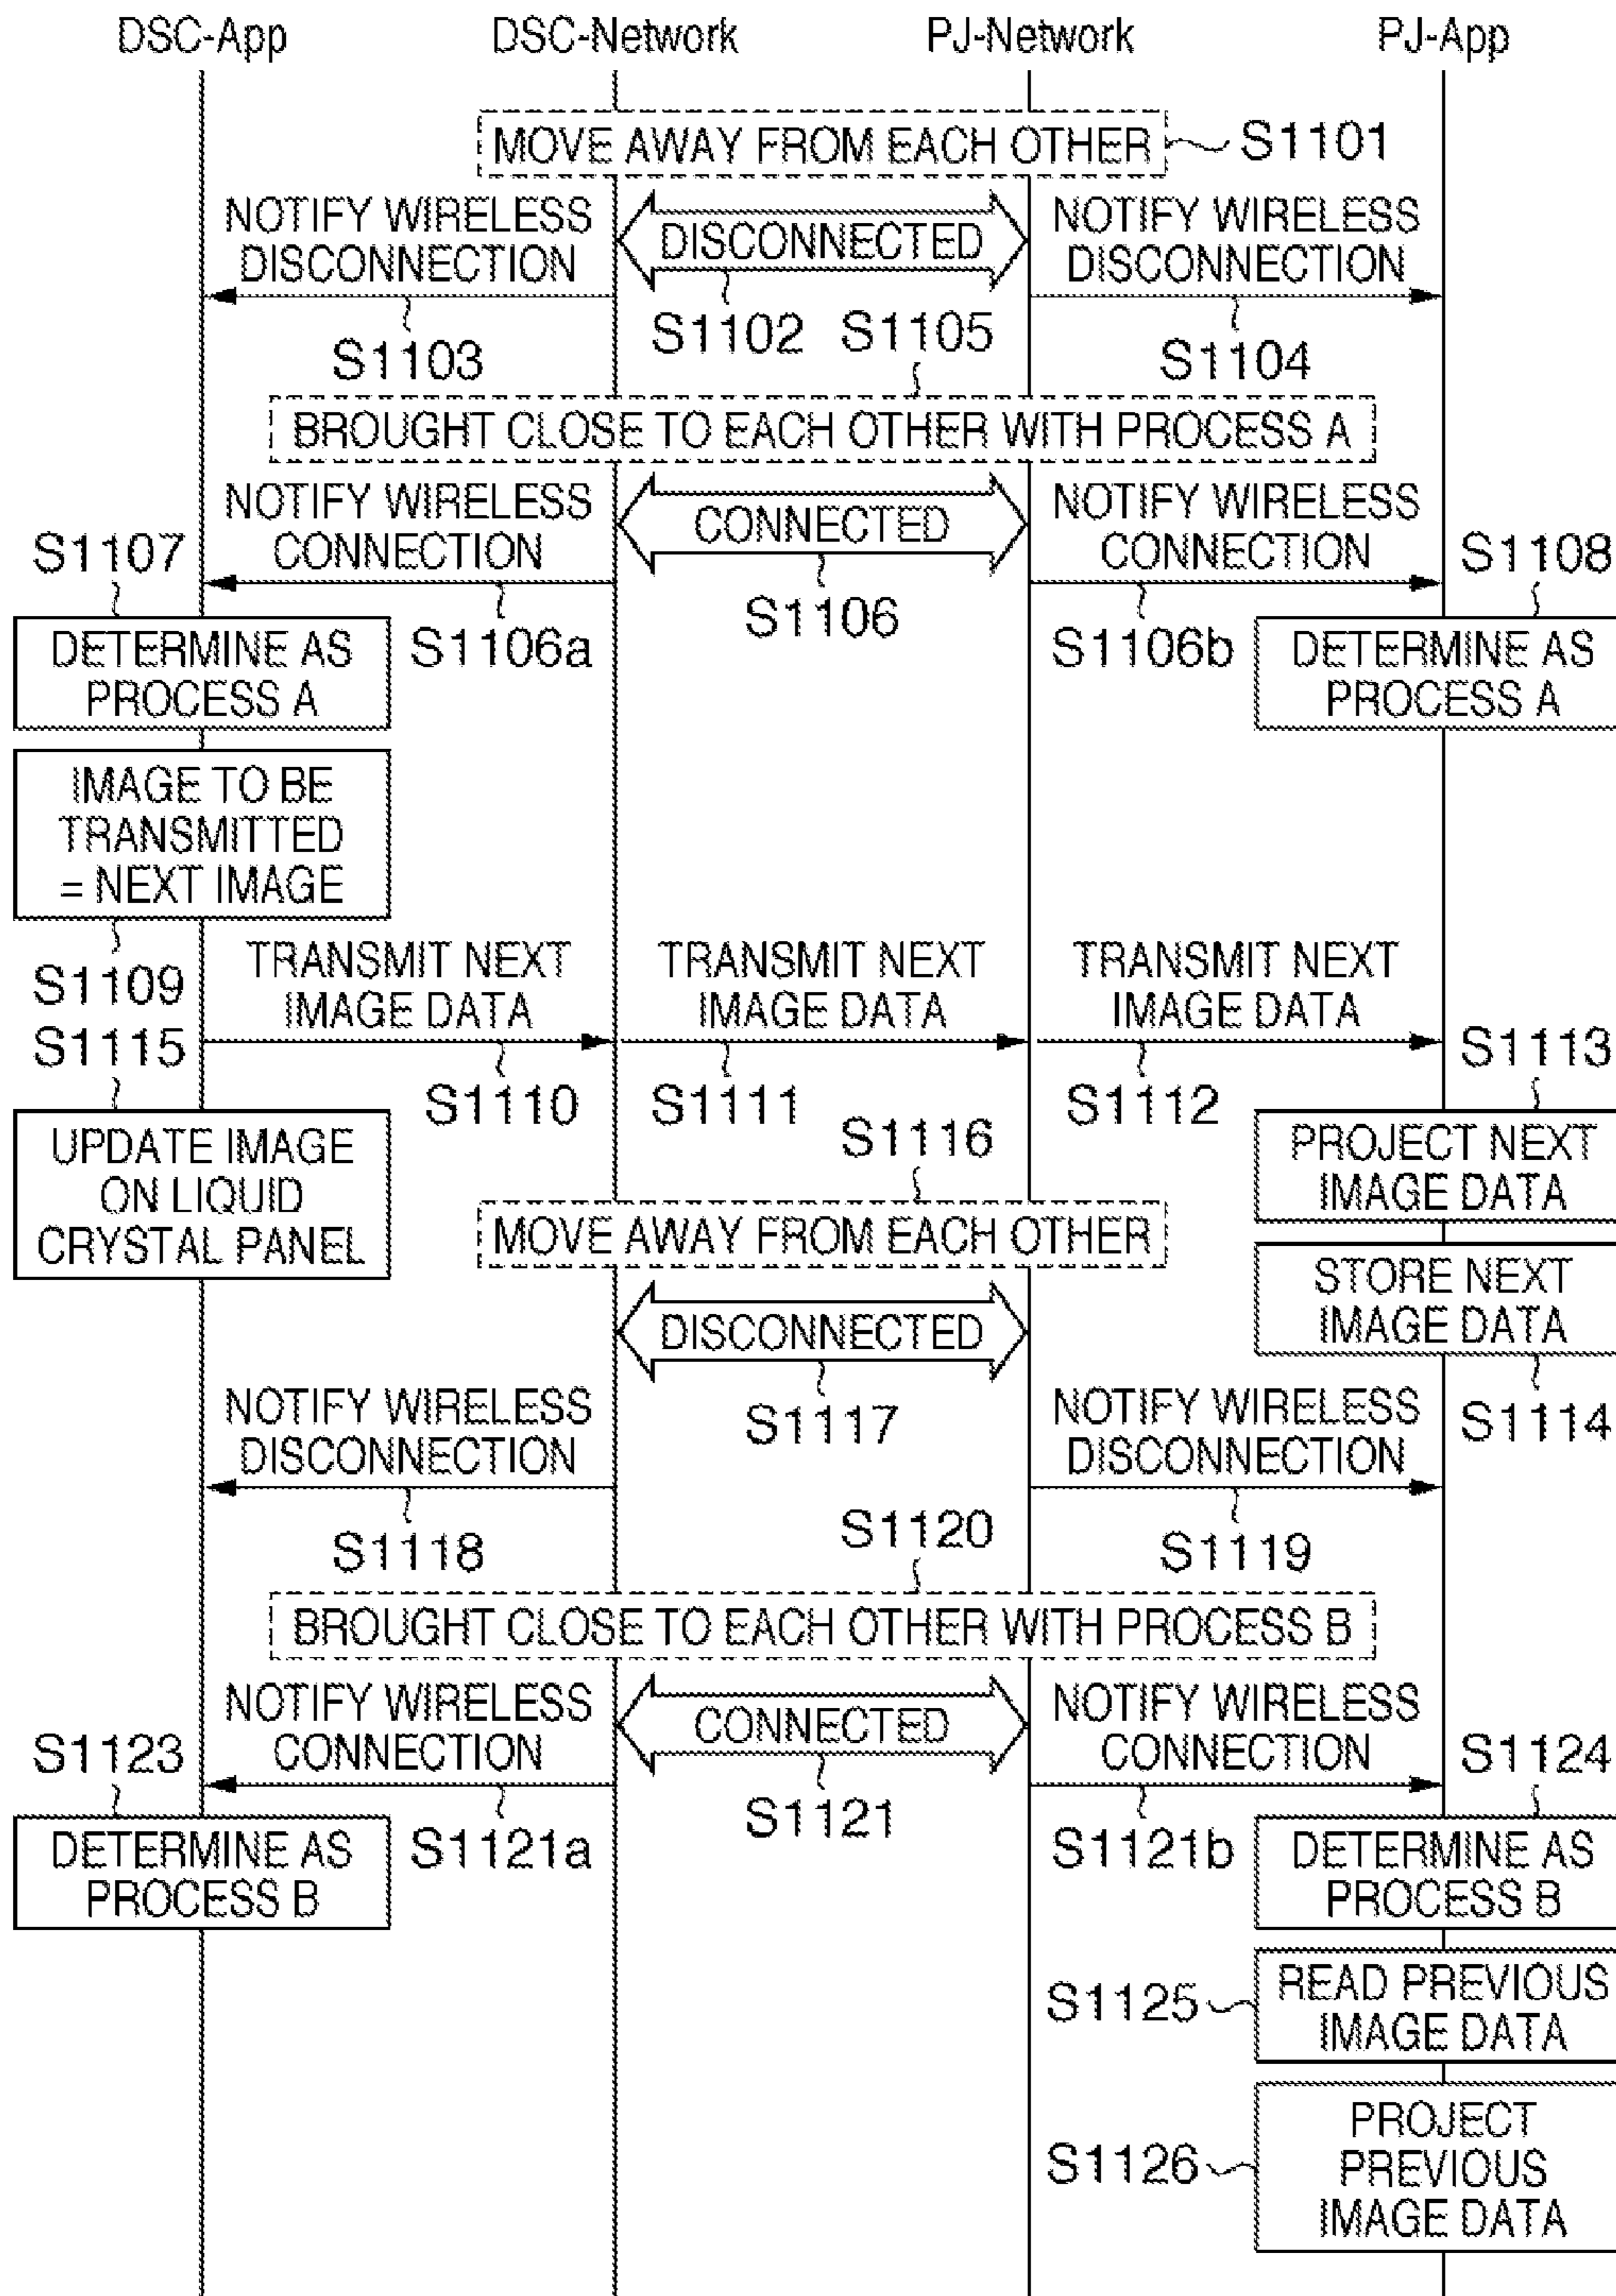 DSC-App
DSC-Network
PJ-Network
PJ-App
MOVE AWAY FROM EACH OTHER
S1101
NOTIFY WIRELESS
DISCONNECTION
DISCONNECTED
NOTIFY WIRELESS
DISCONNECTION
S1102
S1105
S1103
S1104
BROUGHT CLOSE TO EACH OTHER WITH PROCESS A
NOTIFY WIRELESS
CONNECTION
CONNECTED
NOTIFY WIRELESS
CONNECTION
S1107
S1108
S1106
S1106a
S1106b
DETERMINE AS
PROCESS A
DETERMINE AS
PROCESS A
IMAGE TO BE
TRANSMITTED
= NEXT IMAGE
S1109
TRANSMIT NEXT
IMAGE DATA
TRANSMIT NEXT
IMAGE DATA
TRANSMIT NEXT
IMAGE DATA
S1115
S1113
S1110
S1111
S1112
S1116
UPDATE IMAGE
ON LIQUID
CRYSTAL PANEL
PROJECT NEXT
IMAGE DATA
MOVE AWAY FROM EACH OTHER
STORE NEXT
IMAGE DATA
DISCONNECTED
S1117
S1114
NOTIFY WIRELESS
DISCONNECTION
NOTIFY WIRELESS
DISCONNECTION
S1118
S1120
S1119
BROUGHT CLOSE TO EACH OTHER WITH PROCESS B
NOTIFY WIRELESS
CONNECTION
CONNECTED
NOTIFY WIRELESS
CONNECTION
S1123
S1124
S1121
S1121a
S1121b
DETERMINE AS
PROCESS B
DETERMINE AS
PROCESS B
S1125
READ PREVIOUS
IMAGE DATA
S1126
PROJECT
PREVIOUS
IMAGE DATA